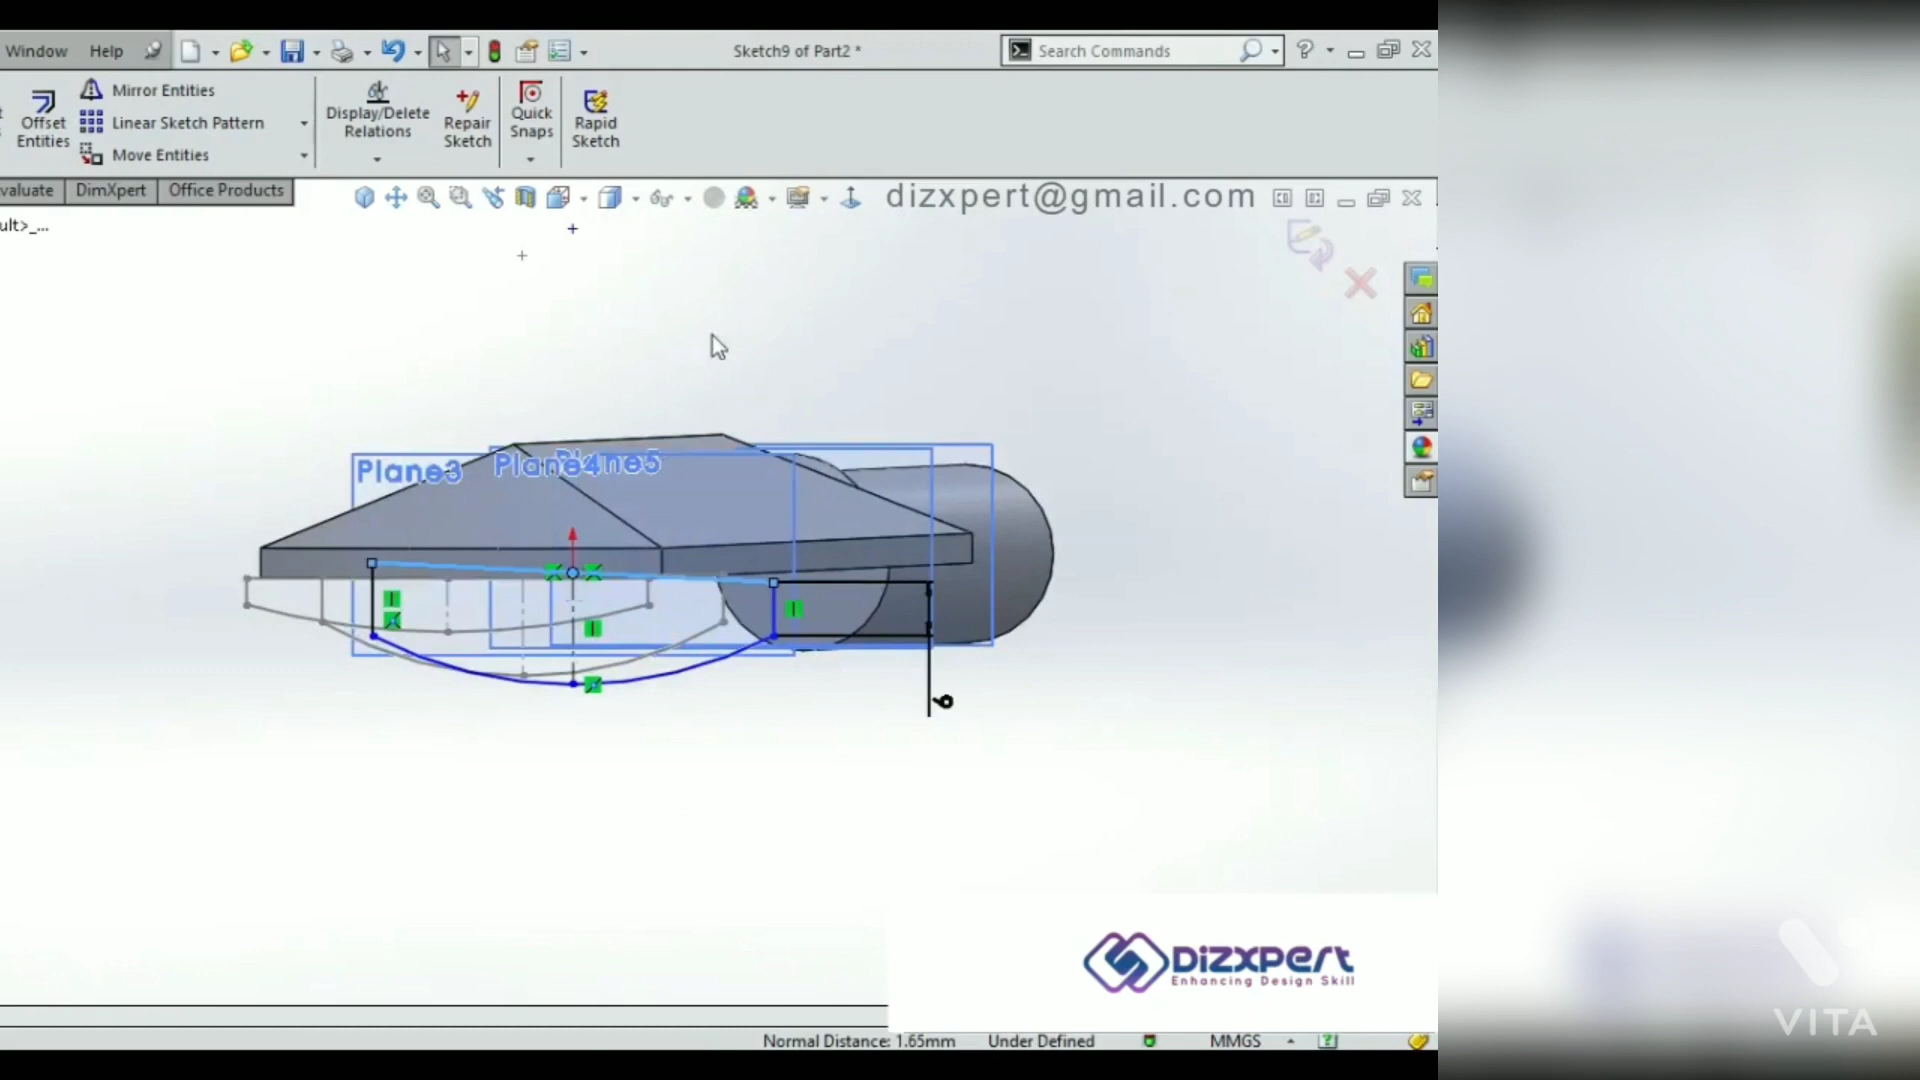 Window Help
Sketch9 of Part2 *
Search Commands
Offset Entities
Mirror Entities
Linear Sketch Pattern
Move Entities
Display/Delete Relations
Repair Sketch
Quick Snaps
Rapid Sketch
valuate DimXpert Office Products
dizxpert@gmail.com
ult>_...
Plane3 Plane4 Plane5
Dizxpert
Enhancing Design Skill
Normal Distance: 1.65mm Under Defined MMGS
VITA